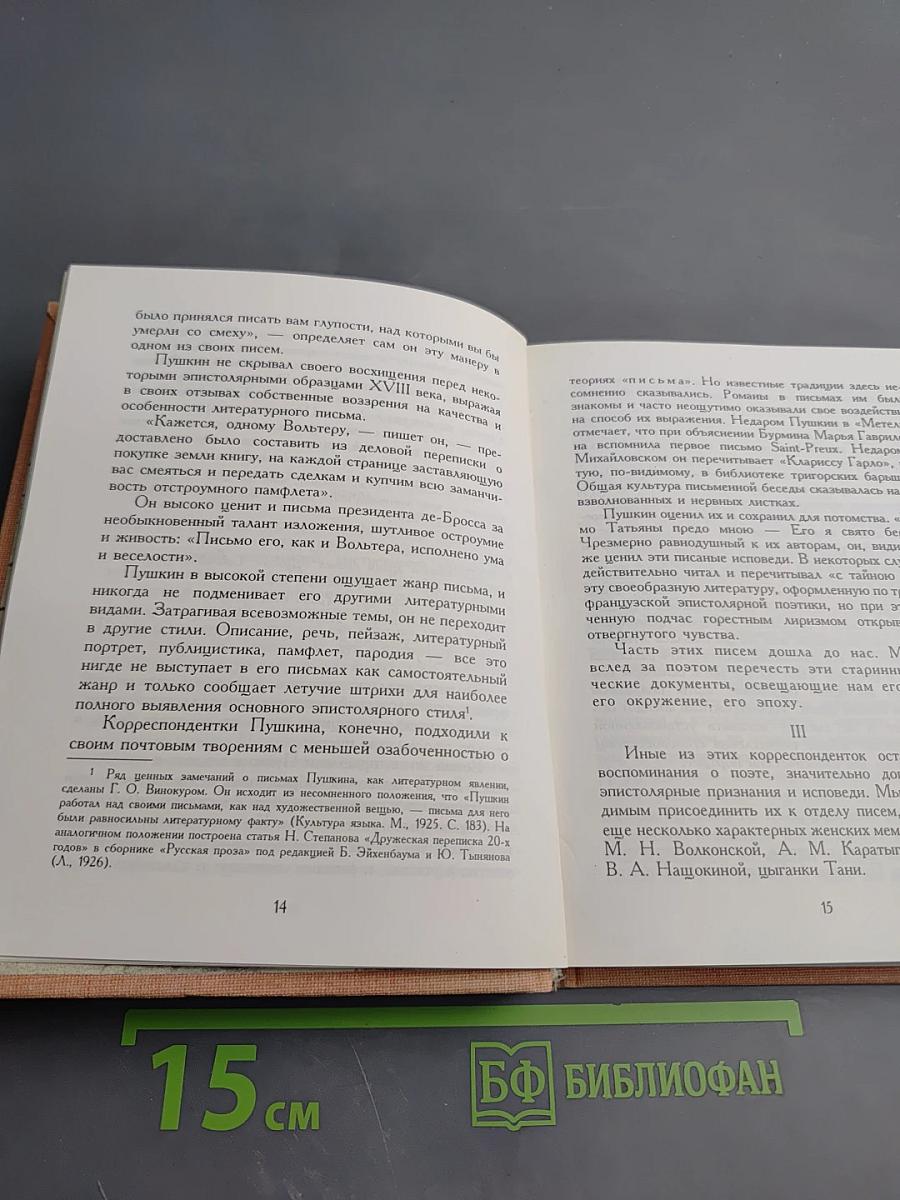 было принялся писать вам глупости, над которыми вы бы
умерли со смеху», — определяет сам он эту манеру в
одном из своих писем.
Пушкин не скрывал своего восхищения перед неко-
торыми эпистолярными образцами XVIII века, выражая
в своих отзывах собственные воззрения на качества и
особенности литературного письма.
«Кажется, одному Вольтеру, — пишет он, — пре-
доставлено было составить из деловой переписки о
покупке земли книгу, на каждой странице заставляющую
вас смеяться и передать сделкам и купчим всю заманчи-
вость отстроумного памфлета».
Он высоко ценит и письма президента де-Бросса за
необыкновенный талант изложения, шутливое остроумие
и живость: «Письмо его, как и Вольтера, исполнено ума
и веселости».
Пушкин в высокой степени ощущает жанр письма, и
никогда не подменивает его другими литературными
видами. Затрагивая всевозможные темы, он не переходит
в другие стили. Описание, речь, пейзаж, литературный
портрет, публицистика, памфлет, пародия — все это
нигде не выступает в его письмах как самостоятельный
жанр и только сообщает летучие штрихи для наиболее
полного выявления основного эпистолярного стиля¹.
Корреспондентки Пушкина, конечно, подходили к
своим почтовым творениям с меньшей озабоченностью о
¹ Ряд ценных замечаний о письмах Пушкина, как литературном явлении,
сделаны Г. О. Винокуром. Он исходит из несомненного положения, что «Пушкин
работал над своими письмами, как над художественной вещью, — письма для него
были равносильны литературному факту» (Культура языка. М., 1925. С. 183). На
аналогичном положении построена статья Н. Степанова «Дружеская переписка 20-х
годов» в сборнике «Русская проза» под редакцией Б. Эйхенбаума и Ю. Тынянова
(Л., 1926).
14
теориях «письма». Но известные традиции здесь не-
сомненно сказывались. Романы в письмах им был
знакомы и часто неощутимо оказывали свое воздействи
на способ их выражения. Недаром Пушкин в «Метел
отмечает, что при объяснении Бурмина Марья Гаврил
на вспомнила первое письмо Saint-Preux. Недаром
Михайловском он перечитывает «Клариссу Гарло»,
тую, по-видимому, в библиотеке тригорских барыш
Общая культура письменной беседы сказывалась на
взволнованных и нервных листках.
Пушкин оценил их и сохранил для потомства. «
мо Татьяны предо мною — Его я свято бе
Чрезмерно равнодушный к их авторам, он, види
же ценил эти писаные исповеди. В некоторых слу
действительно читал и перечитывал «с тайною
эту своеобразную литературу, оформленную по тр
французской эпистолярной поэтики, но при эт
ченную подчас горестным лиризмом открыв
отвергнутого чувства.
Часть этих писем дошла до нас. М
вслед за поэтом перечесть эти старинн
ческие документы, освещающие нам его
его окружение, его эпоху.
III
Иные из этих корреспонденток ост
воспоминания о поэте, значительно доп
эпистолярные признания и исповеди. Мы
димым присоединить их к отделу писем,
еще несколько характерных женских мем
М. Н. Волконской, А. М. Каратыг
В. А. Нащокиной, цыганки Тани.
15
15 см
БФ БИБЛИОФАН